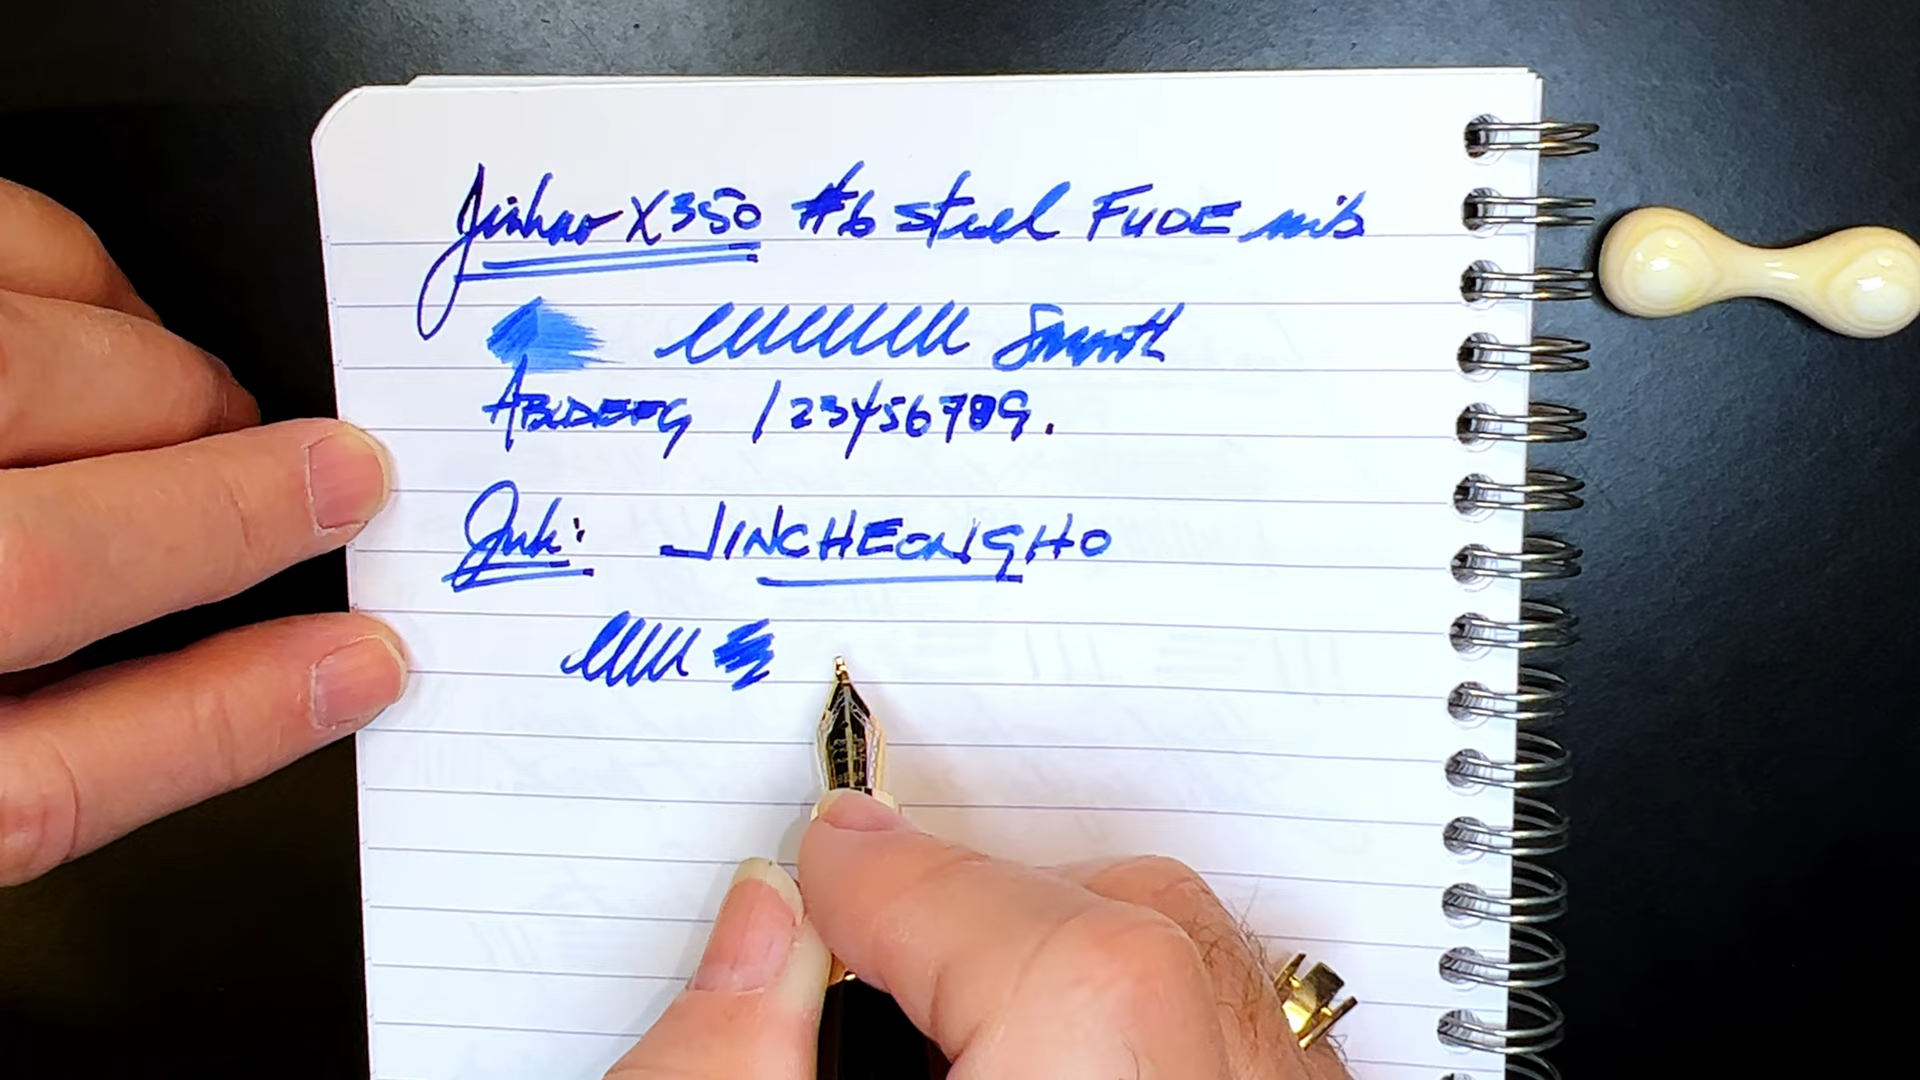 Jinhao X350 #6 steel FUDE nib
Smooth
ABCDEFG 123456789.
Ink: JINCHEONGHO